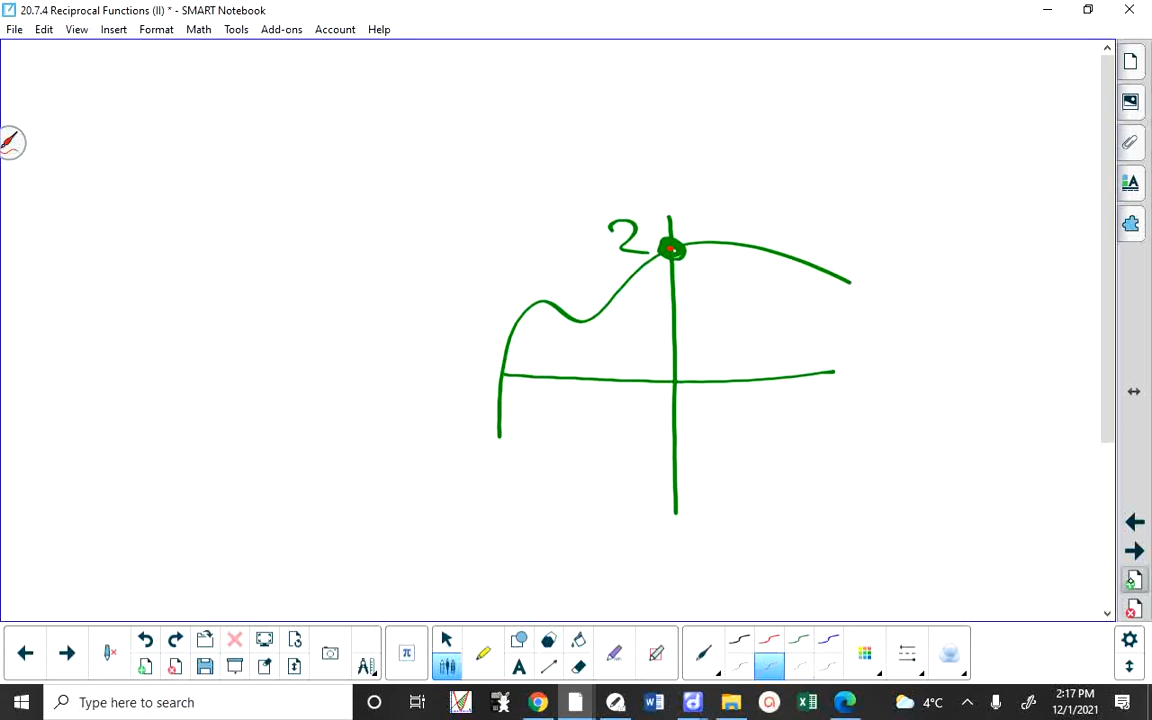 20.7.4 Reciprocal Functions (II) * - SMART Notebook
File Edit View Insert Format Math Tools Add-ons Account Help
2
π
A
Type here to search
4°C
2:17 PM
12/1/2021